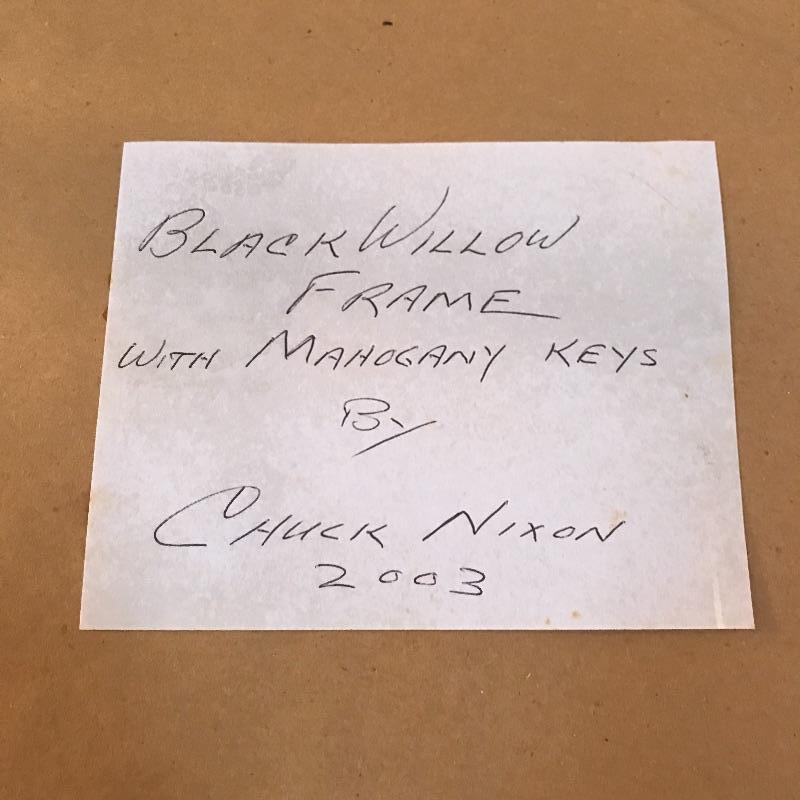 BLACK WILLOW
FRAME
WITH MAHOGANY KEYS
By
CHUCK NIXON
2003